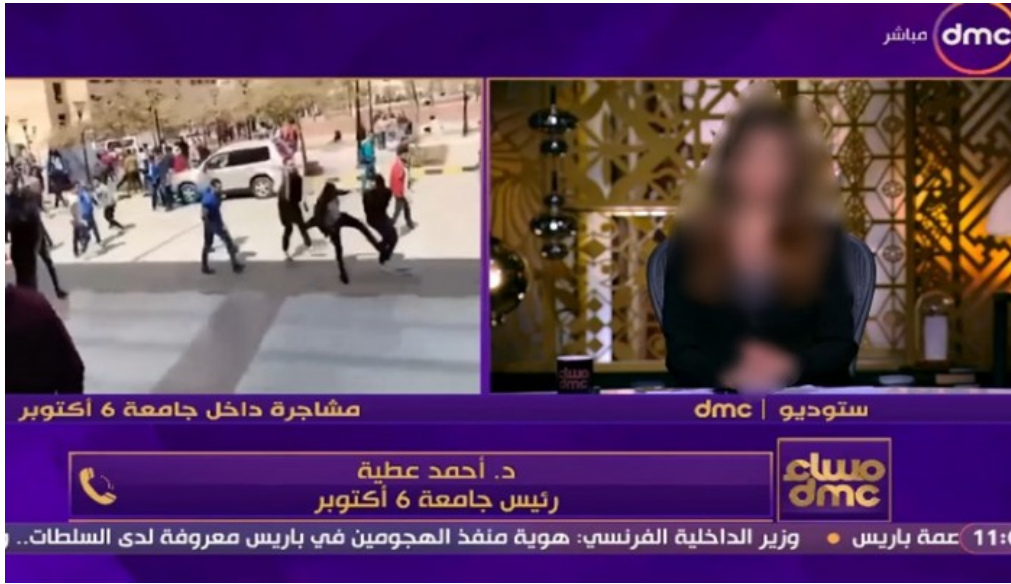 dmc مباشر
ستوديو | dmc
مشاجرة داخل جامعة 6 أكتوبر
مساء dmc
د. أحمد عطية
رئيس جامعة 6 أكتوبر
عمة باريس • وزير الداخلية الفرنسي: هوية منفذ الهجومين في باريس معروفة لدى السلطات..